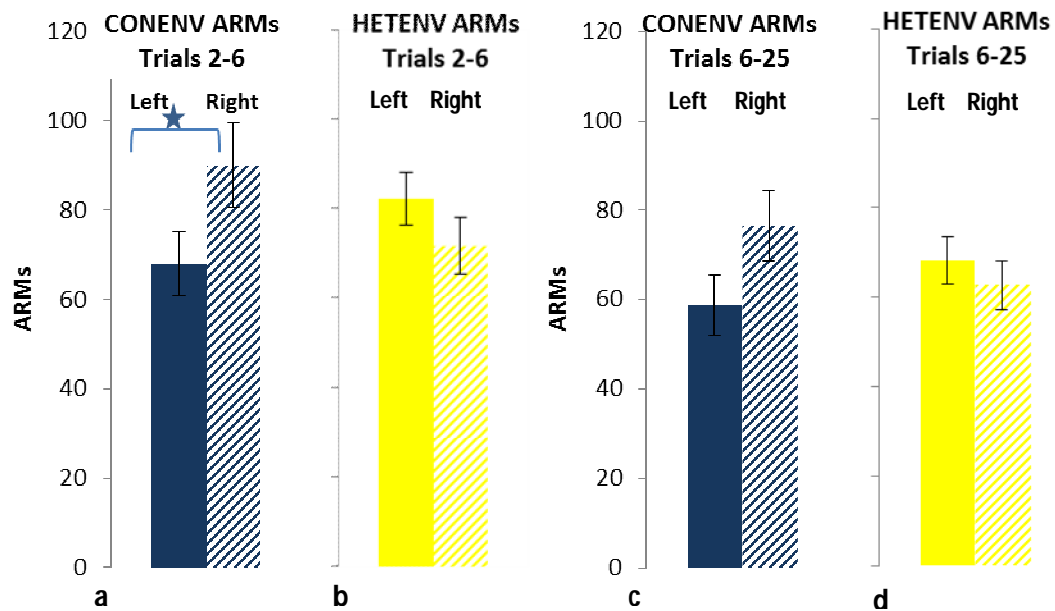 CONENV ARMs
Trials 2-6
Left Right
120
100
80
60
40
20
0
ARMs
a
HETENV ARMs
Trials 2-6
Left Right
b
CONENV ARMs
Trials 6-25
Left Right
120
100
80
60
40
20
0
ARMs
c
HETENV ARMs
Trials 6-25
Left Right
d